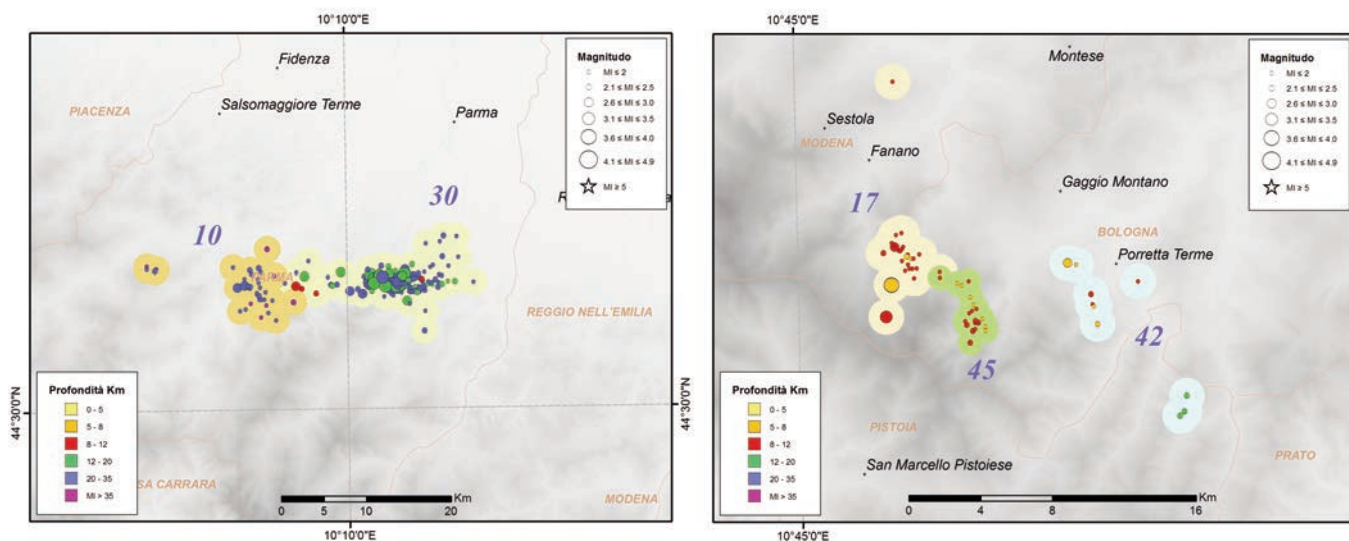 10°10'0"E
Fidenza
PIACENZA
Salsomaggiore Terme
Parma
Magnitudo
Ml ≤ 2
2.1 ≤ Ml ≤ 2.5
2.6 ≤ Ml ≤ 3.0
3.1 ≤ Ml ≤ 3.5
3.6 ≤ Ml ≤ 4.0
4.1 ≤ Ml ≤ 4.9
Ml ≥ 5
R
30
10
PARMA
REGGIO NELL'EMILIA
44°30'0"N
Profondità Km
0 - 5
5 - 8
8 - 12
12 - 20
20 - 35
Ml > 35
SA CARRARA
MODENA
Km
0 10 20
10°10'0"E
10°45'0"E
Montese
Sestola
MODENA
Fanano
Magnitudo
Ml ≤ 2
2.1 ≤ Ml ≤ 2.5
2.6 ≤ Ml ≤ 3.0
3.1 ≤ Ml ≤ 3.5
3.6 ≤ Ml ≤ 4.0
4.1 ≤ Ml ≤ 4.9
Ml ≥ 5
Gaggio Montano
17
BOLOGNA
Porretta Terme
42
45
44°30'0"N
Profondità Km
0 - 5
5 - 8
8 - 12
12 - 20
20 - 35
Ml > 35
PISTOIA
San Marcello Pistoiese
PRATO
Km
0 4 8 16
10°45'0"E